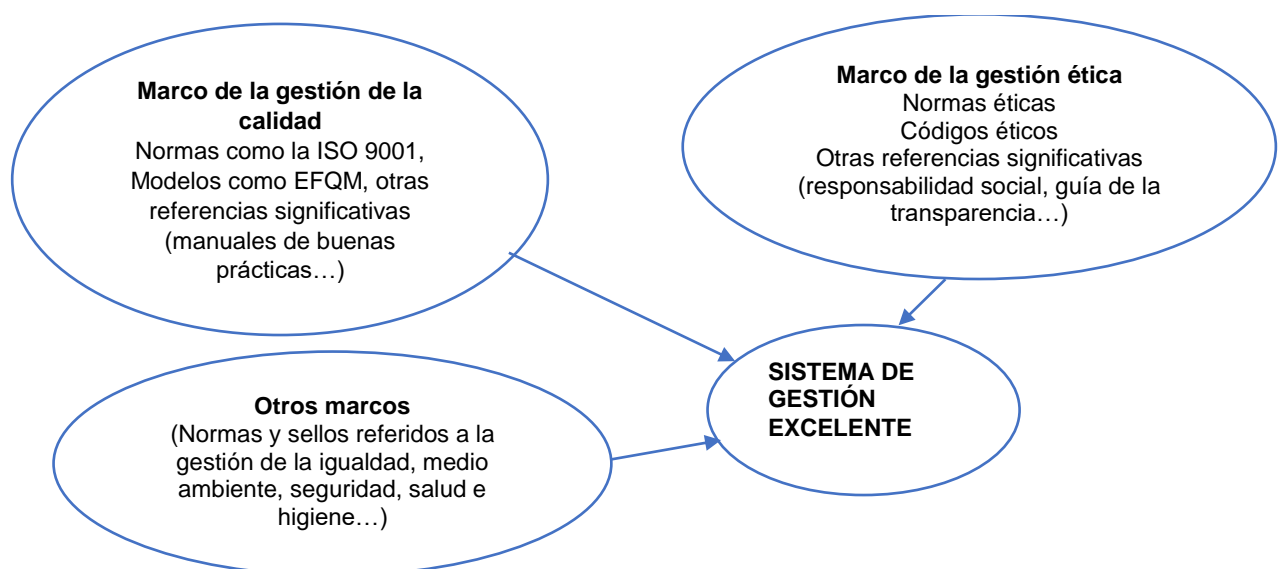 Marco de la gestión de la
calidad
Normas como la ISO 9001,
Modelos como EFQM, otras
referencias significativas
(manuales de buenas
prácticas…)
Marco de la gestión ética
Normas éticas
Códigos éticos
Otras referencias significativas
(responsabilidad social, guía de la
transparencia…)
Otros marcos
(Normas y sellos referidos a la
gestión de la igualdad, medio
ambiente, seguridad, salud e
higiene…)
SISTEMA DE
GESTIÓN
EXCELENTE